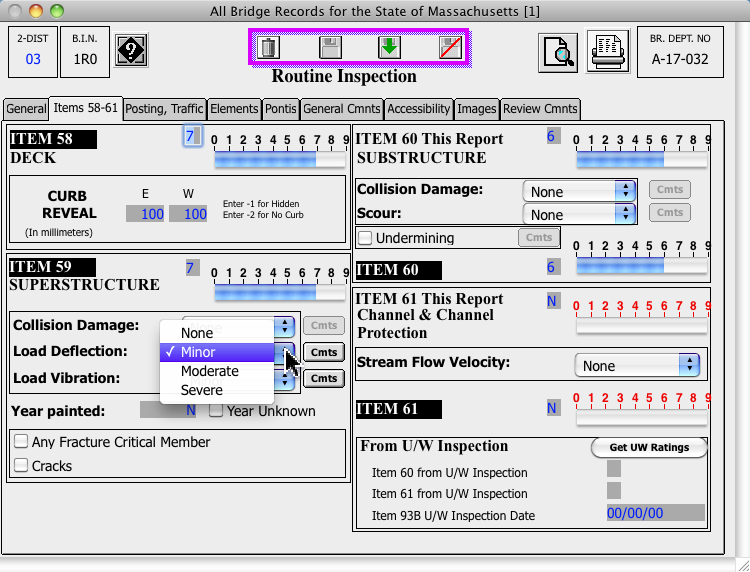 All Bridge Records for the State of Massachusetts [1]
2-DIST
03
B.I.N.
1R0
?
Routine Inspection
BR. DEPT. NO
A-17-032
General
Items 58-61
Posting, Traffic
Elements
Pontis
General Cmnts
Accessibility
Images
Review Cmnts
ITEM 58
DECK
7
0 1 2 3 4 5 6 7 8 9
CURB
REVEAL
(In millimeters)
E W
100 100
Enter -1 for Hidden
Enter -2 for No Curb
ITEM 59
SUPERSTRUCTURE
7
0 1 2 3 4 5 6 7 8 9
Collision Damage:
Cmts
Load Deflection:
Cmts
Load Vibration:
Cmts
None
✓ Minor
Moderate
Severe
Year painted:
N
Year Unknown
Any Fracture Critical Member
Cracks
ITEM 60 This Report
SUBSTRUCTURE
6
0 1 2 3 4 5 6 7 8 9
Collision Damage:
None
Cmts
Scour:
None
Cmts
Undermining
Cmts
ITEM 60
6
0 1 2 3 4 5 6 7 8 9
ITEM 61 This Report
Channel & Channel
Protection
N
0 1 2 3 4 5 6 7 8 9
Stream Flow Velocity:
None
ITEM 61
N
0 1 2 3 4 5 6 7 8 9
From U/W Inspection
Get UW Ratings
Item 60 from U/W Inspection
Item 61 from U/W Inspection
Item 93B U/W Inspection Date
00/00/00